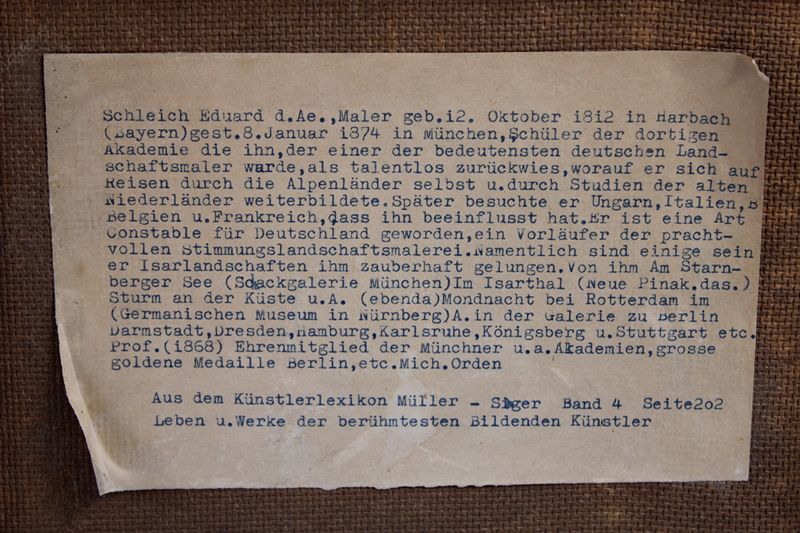 Schleich Eduard d.Ae.,Maler geb.i2. Oktober i8i2 in Harbach
(Bayern)gest.8.Januar i874 in München,Schüler der dortigen
Akademie die ihn,der einer der bedeutensten deutschen Land-
schaftsmaler wurde,als talentlos zurückwies,worauf er sich auf
Reisen durch die Alpenländer selbst u.durch Studien der alten
Niederländer weiterbildete.Später besuchte er Ungarn,Italien,B
Belgien u.Frankreich,dass ihn beeinflusst hat.Er ist eine Art
Constable für Deutschland geworden,ein Vorläufer der pracht-
vollen Stimmungslandschaftsmalerei.Namentlich sind einige sein
er Isarlandschaften ihm zauberhaft gelungen.Von ihm Am Starn-
berger See (Schackgalerie München)Im Isarthal (Neue Pinak.das.)
Sturm an der Küste u.A. (ebenda)Mondnacht bei Rotterdam im
(Germanischen Museum in Nürnberg)A.in der Galerie zu Berlin
Darmstadt,Dresden,Hamburg,Karlsruhe,Königsberg u.Stuttgart etc.
Prof.(i868) Ehrenmitglied der Münchner u.a.Akademien,grosse
goldene Medaille Berlin,etc.Mich.Orden
Aus dem Künstlerlexikon Müller - Singer Band 4 Seite2o2
Leben u.Werke der berühmtesten Bildenden Künstler